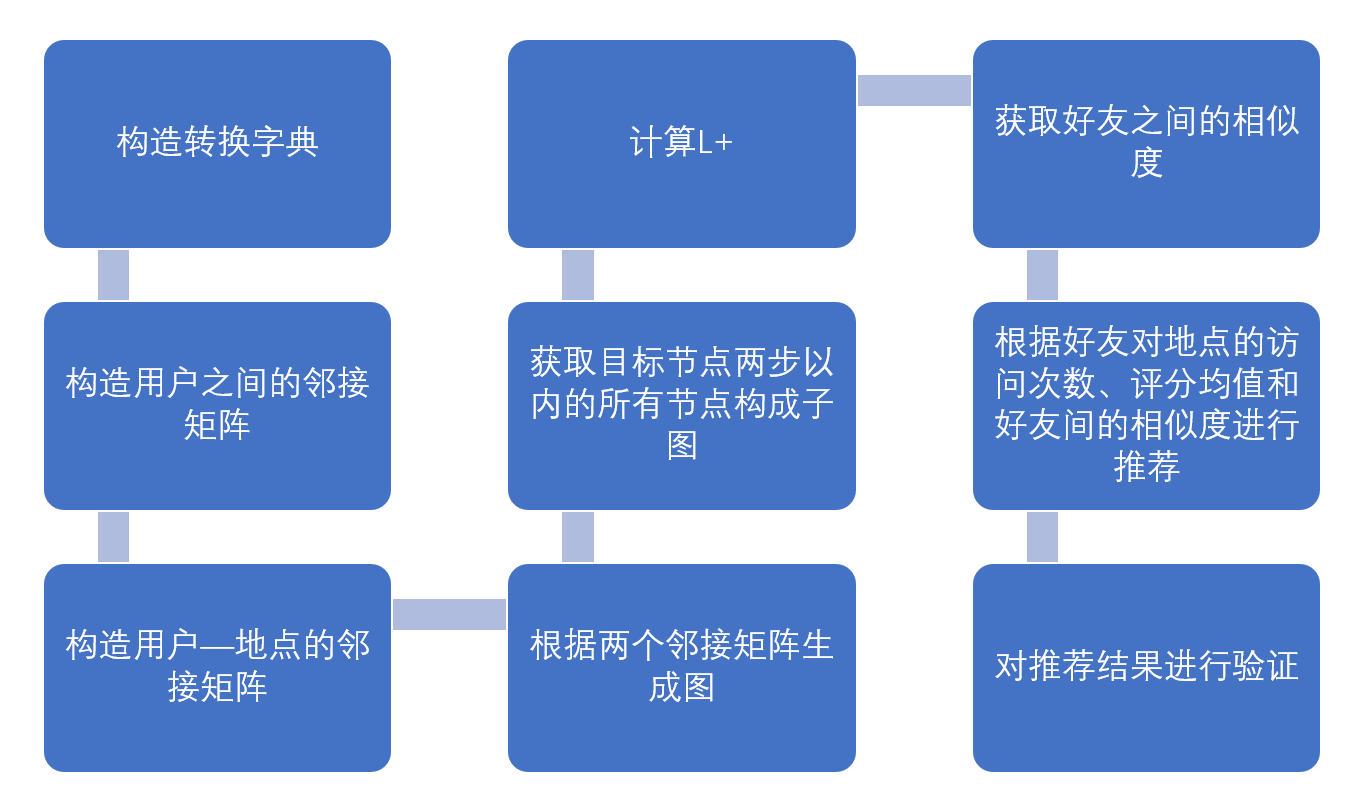 构造转换字典
构造用户之间的邻接
矩阵
构造用户—地点的邻
接矩阵
根据两个邻接矩阵生
成图
获取目标节点两步以
内的所有节点构成子
图
计算L+
获取好友之间的相似
度
根据好友对地点的访
问次数、评分均值和
好友间的相似度进行
推荐
对推荐结果进行验证